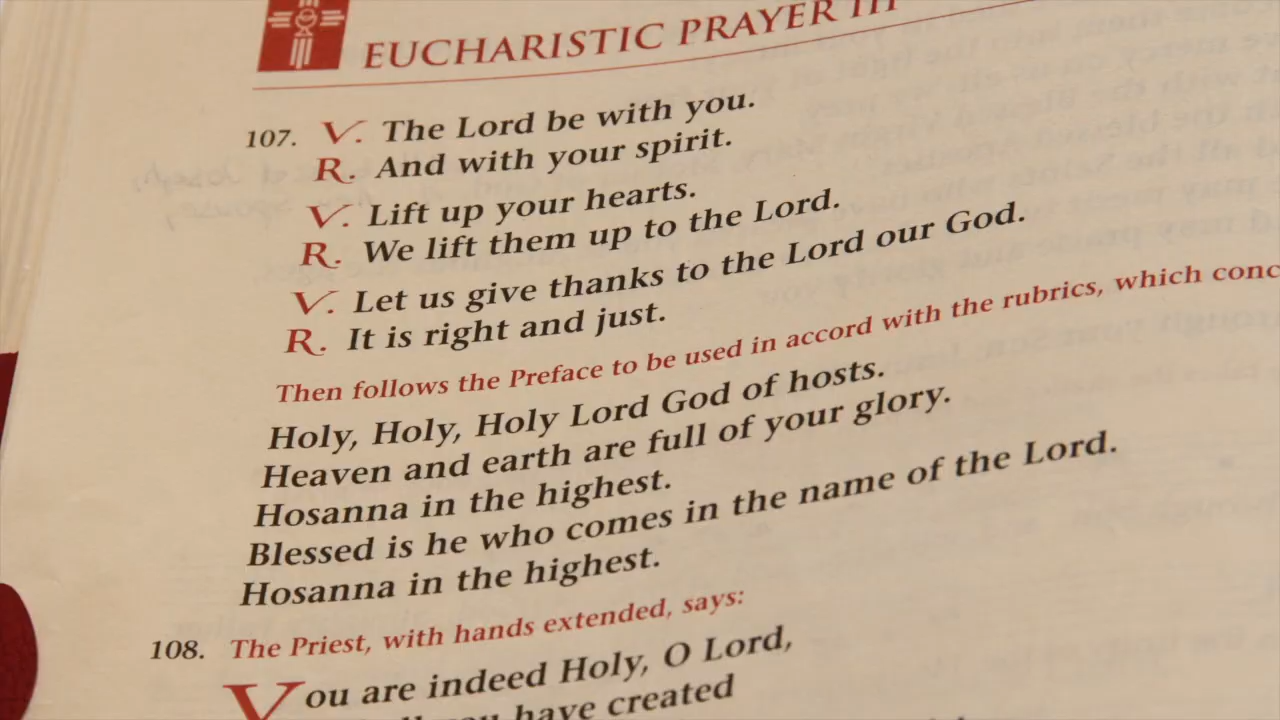 EUCHARISTIC PRAYER III
107. V. The Lord be with you.
R. And with your spirit.
V. Lift up your hearts.
R. We lift them up to the Lord.
V. Let us give thanks to the Lord our God.
R. It is right and just.
Then follows the Preface to be used in accord with the rubrics, which conc
Holy, Holy, Holy Lord God of hosts.
Heaven and earth are full of your glory.
Hosanna in the highest.
Blessed is he who comes in the name of the Lord.
Hosanna in the highest.
108. The Priest, with hands extended, says:
You are indeed Holy, O Lord,
you have created